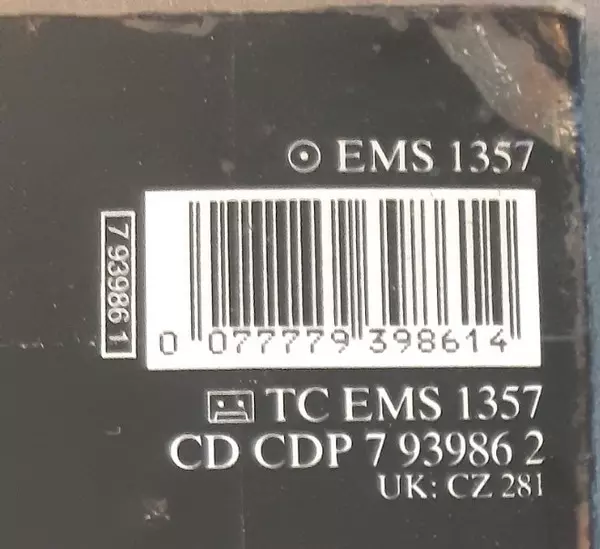 EMS 1357
7 93986 1
0 077779 398614
TC EMS 1357
CD CDP 7 93986 2
UK: CZ 281